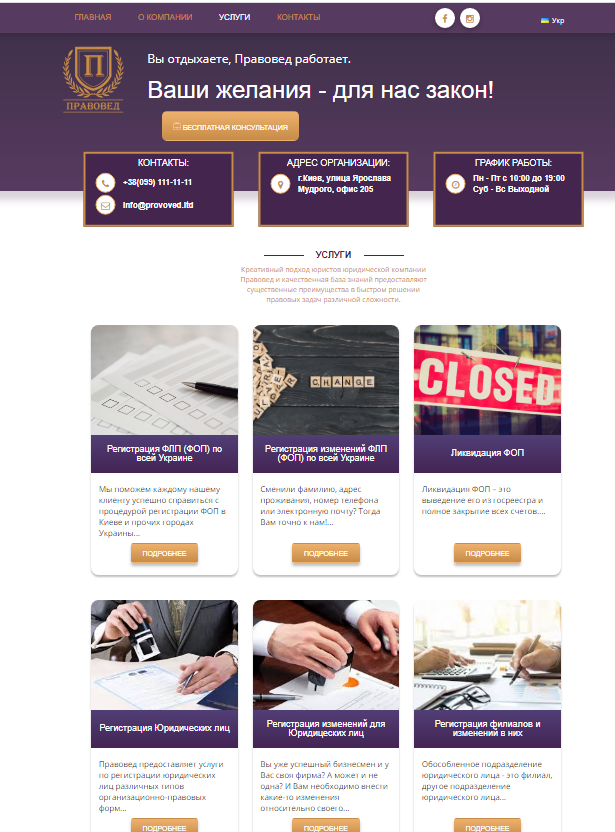 ГЛАВНАЯ О КОМПАНИИ УСЛУГИ КОНТАКТЫ Укр
Вы отдыхаете, Правовед работает.
П
ПРАВОВЕД
Ваши желания - для нас закон!
БЕСПЛАТНАЯ КОНСУЛЬТАЦИЯ
КОНТАКТЫ:
+38(099) 111-11-11
info@provoved.ltd
АДРЕС ОРГАНИЗАЦИИ:
г.Киев, улица Ярослава
Мудрого, офис 205
ГРАФИК РАБОТЫ:
Пн - Пт с 10:00 до 19:00
Суб - Вс Выходной
УСЛУГИ
Креативный подход юристов юридической компании
Правовед и качественная база знаний предоставляют
существенные преимущества в быстром решении
правовых задач различной сложности.
CHANGE
CLOSED
Регистрация ФЛП (ФОП) по
всей Украине
Мы поможем каждому нашему
клиенту успешно справиться с
процедурой регистрации ФОП в
Киеве и прочих городах
Украины...
ПОДРОБНЕЕ
Регистрация изменений ФЛП
(ФОП) по всей Украине
Сменили фамилию, адрес
проживания, номер телефона
или электронную почту? Тогда
Вам точно к нам!...
ПОДРОБНЕЕ
Ликвидация ФОП
Ликвидация ФОП – это
выведение его из госреестра и
полное закрытие всех счетов....
ПОДРОБНЕЕ
Регистрация Юридических лиц
Правовед предоставляет услуги
по регистрации юридических
лиц различных типов
организационно-правовых
форм...
ПОДРОБНЕЕ
Регистрация изменений для
Юридицеских лиц
Вы уже успешный бизнесмен и у
Вас своя фирма? А может и не
одна? И Вам необходимо внести
какие-то изменения
относительно своего...
ПОДРОБНЕЕ
Регистрация филиалов и
изменений в них
Обособленное подразделение
юридического лица - это филиал,
другое подразделение
юридического лица...
ПОДРОБНЕЕ